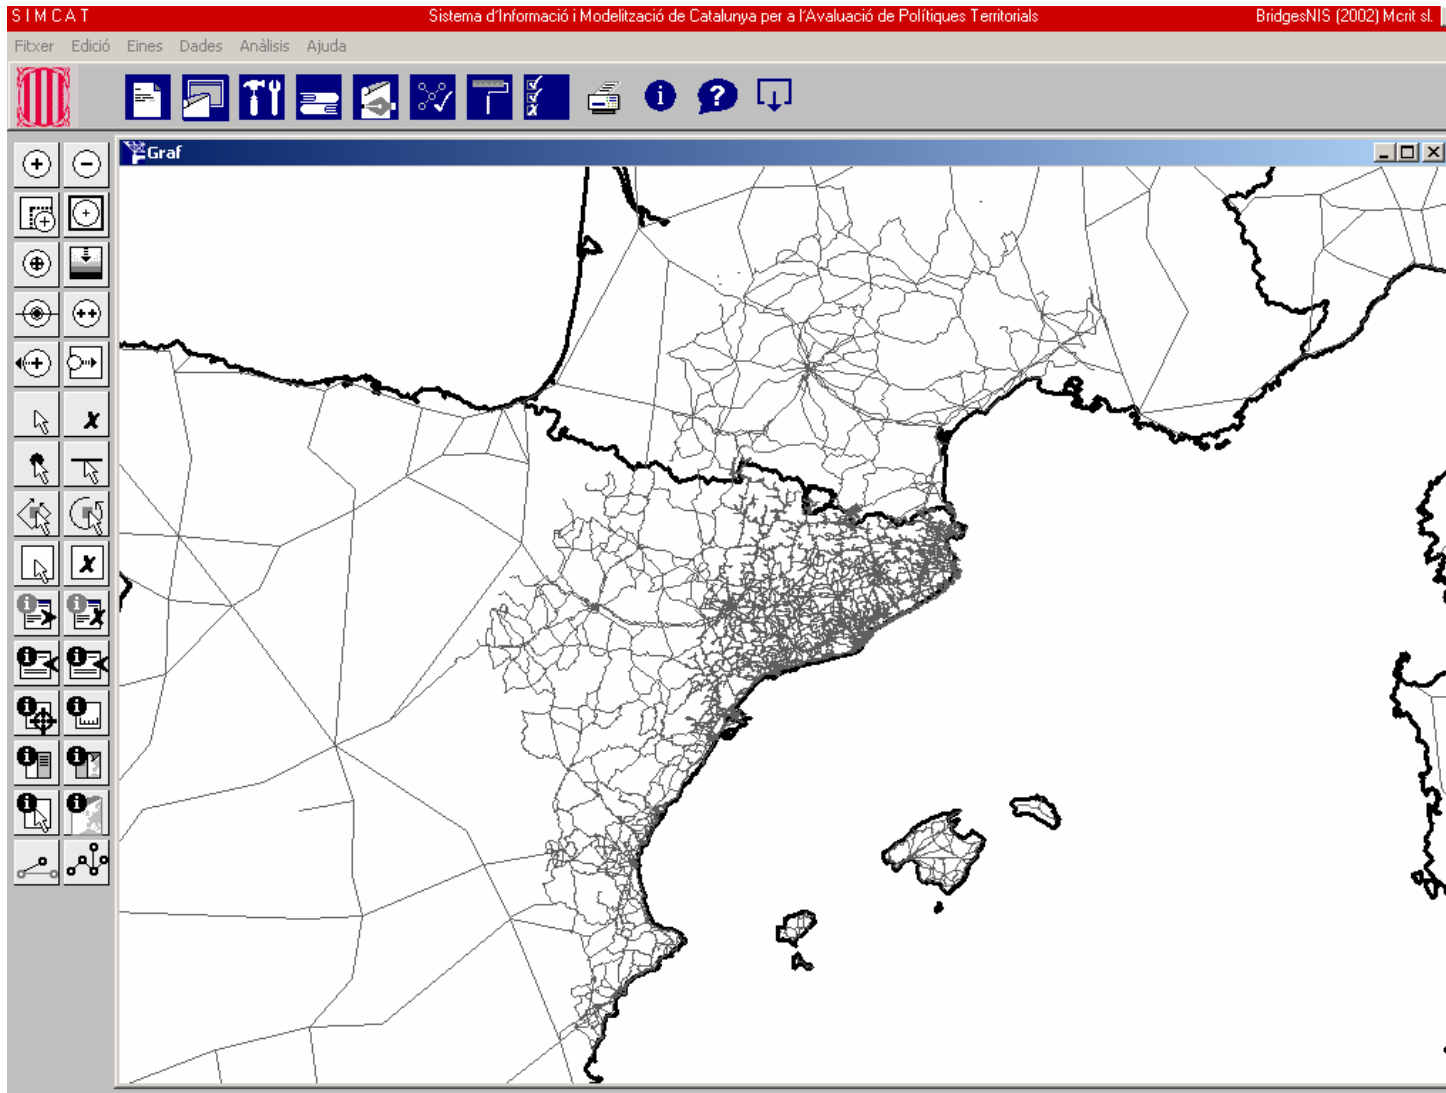 SIMCAT Sistema d'Informació i Modelització de Catalunya per a l'Avaluació de Polítiques Territorials BridgesNIS (2002) Mcrit sl.
Fitxer Edició Eines Dades Anàlisis Ajuda
Graf